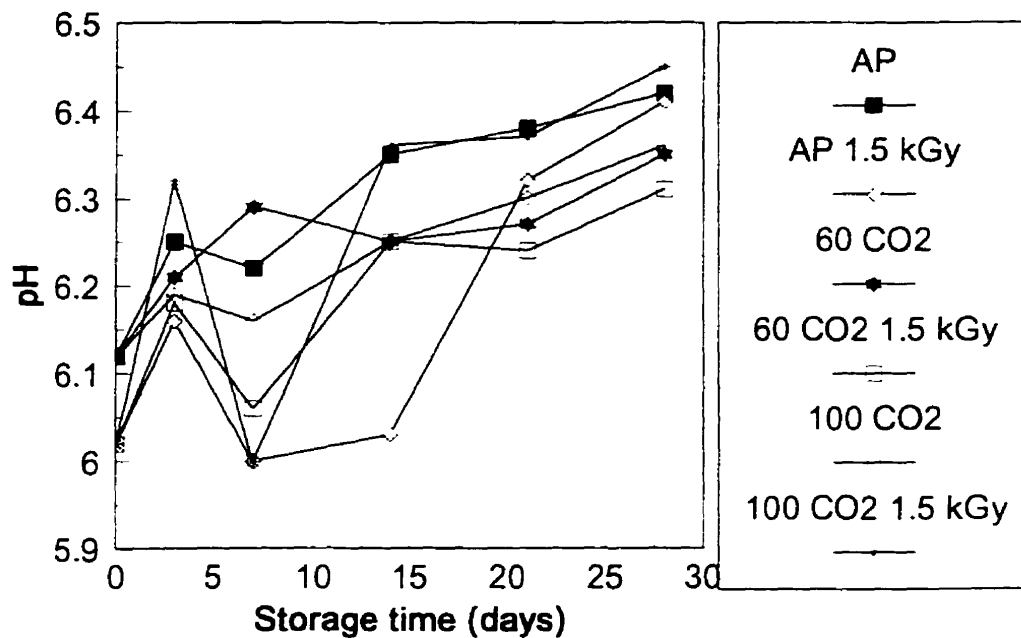 6.5
6.4
6.3
6.2
6.1
6
5.9
pH
0 5 10 15 20 25 30
Storage time (days)
AP
AP 1.5 kGy
60 CO2
60 CO2 1.5 kGy
100 CO2
100 CO2 1.5 kGy